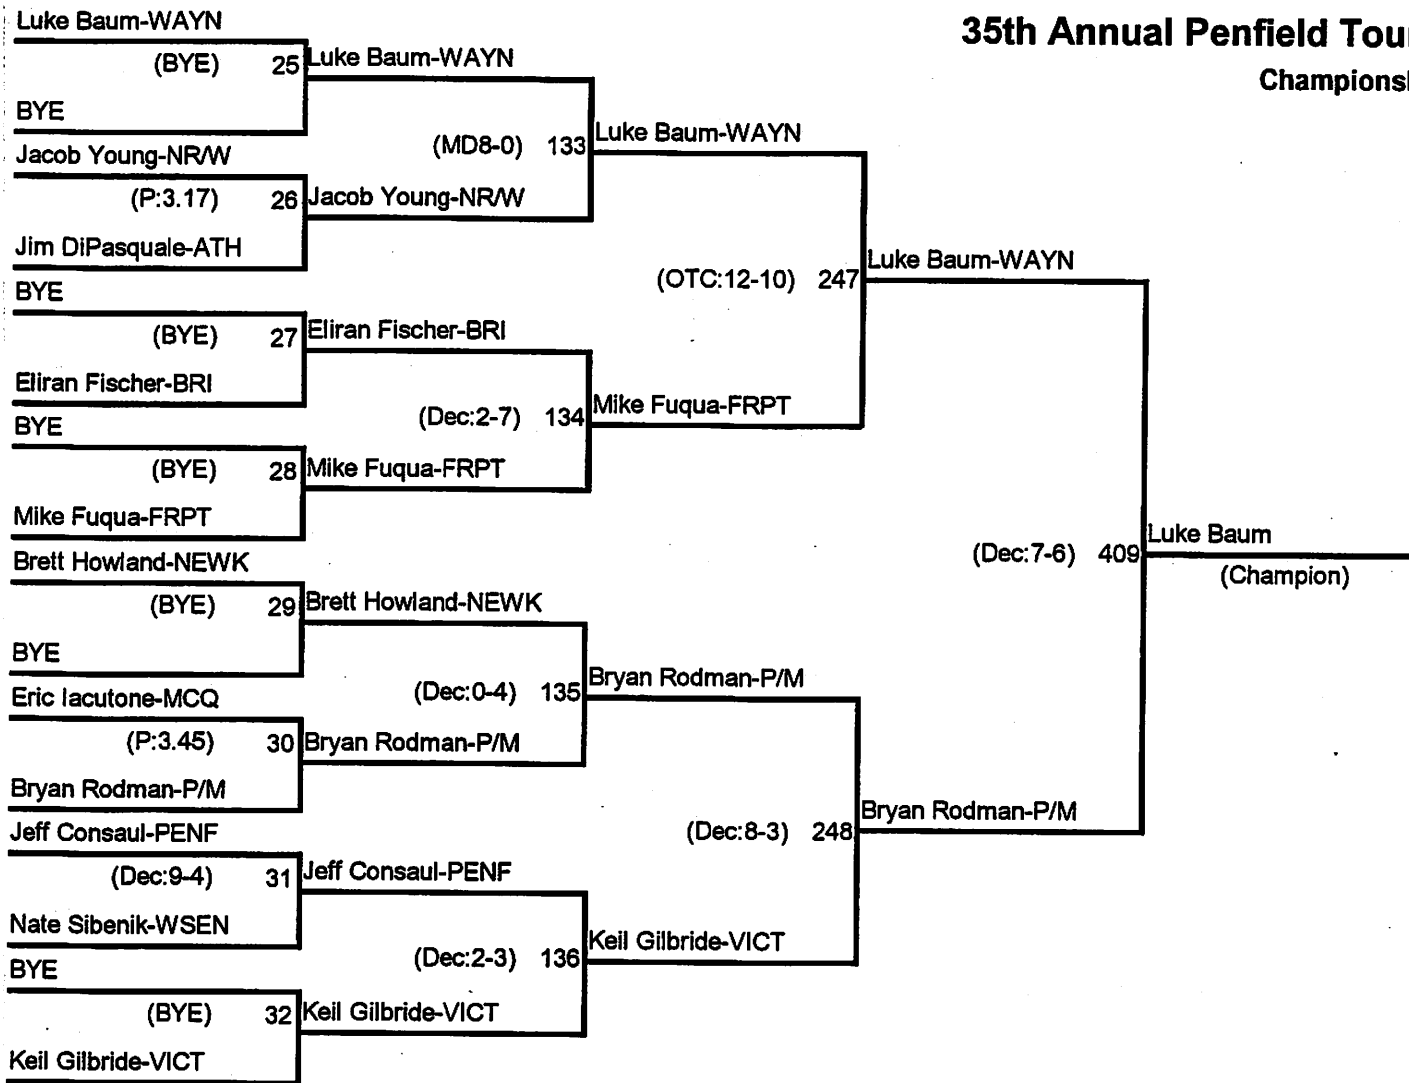 35th Annual Penfield Tour
Championsh
Luke Baum-WAYN
(BYE) 25 Luke Baum-WAYN
BYE
Jacob Young-NR/W
(MD8-0) 133 Luke Baum-WAYN
(P:3.17) 26 Jacob Young-NR/W
Jim DiPasquale-ATH
(OTC:12-10) 247 Luke Baum-WAYN
BYE
(BYE) 27 Eliran Fischer-BRI
Eliran Fischer-BRI
(Dec:2-7) 134 Mike Fuqua-FRPT
BYE
(BYE) 28 Mike Fuqua-FRPT
Mike Fuqua-FRPT
(Dec:7-6) 409 Luke Baum
(Champion)
Brett Howland-NEWK
(BYE) 29 Brett Howland-NEWK
BYE
(Dec:0-4) 135 Bryan Rodman-P/M
Eric Iacutone-MCQ
(P:3.45) 30 Bryan Rodman-P/M
Bryan Rodman-P/M
(Dec:8-3) 248 Bryan Rodman-P/M
Jeff Consaul-PENF
(Dec:9-4) 31 Jeff Consaul-PENF
Nate Sibenik-WSEN
(Dec:2-3) 136 Keil Gilbride-VICT
BYE
(BYE) 32 Keil Gilbride-VICT
Keil Gilbride-VICT